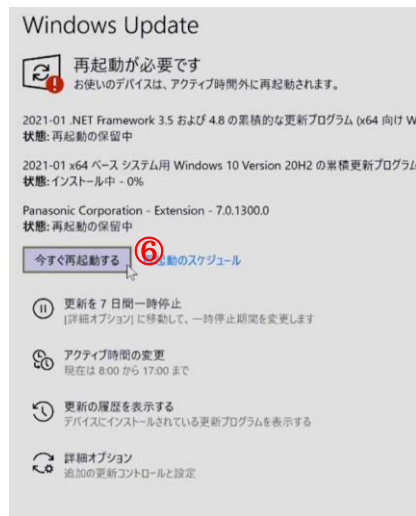 Windows Update
再起動が必要です
お使いのデバイスは、アクティブ時間外に再起動されます。
2021-01 .NET Framework 3.5 および 4.8 の累積的な更新プログラム (x64 向け W
状態: 再起動の保留中
2021-01 x64 ベース システム用 Windows 10 Version 20H2 の累積更新プログラム
状態: インストール中 - 0%
Panasonic Corporation - Extension - 7.0.1300.0
状態: 再起動の保留中
今すぐ再起動する ⑥ 起動のスケジュール
更新を 7 日間一時停止
[詳細オプション] に移動して、一時停止期間を変更します
アクティブ時間の変更
現在は 8:00 から 17:00 まで
更新の履歴を表示する
デバイスにインストールされている更新プログラムを表示する
詳細オプション
追加の更新コントロールと設定